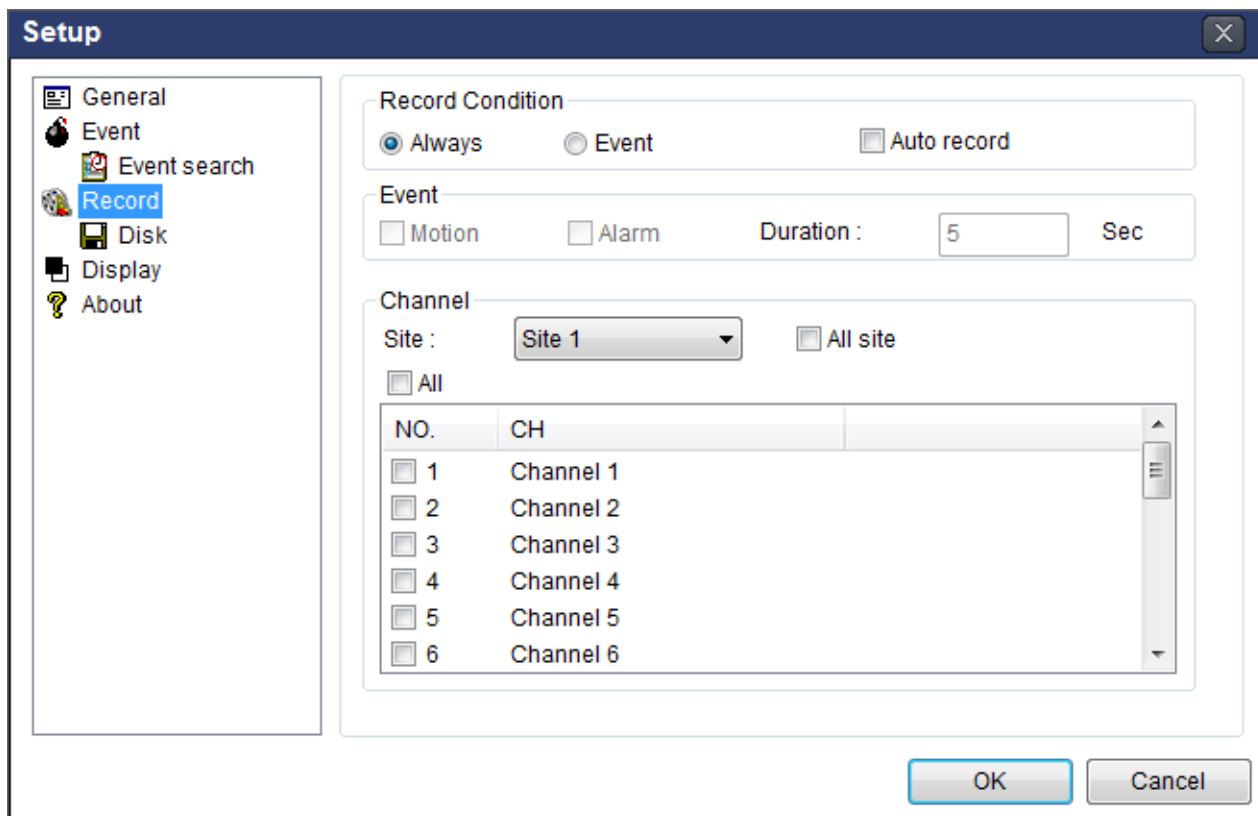 Setup
General
Event
Event search
Record
Disk
Display
About
Record Condition
Always Event Auto record
Event
Motion Alarm Duration : 5 Sec
Channel
Site : Site 1 All site
All
NO. CH
1 Channel 1
2 Channel 2
3 Channel 3
4 Channel 4
5 Channel 5
6 Channel 6
OK Cancel